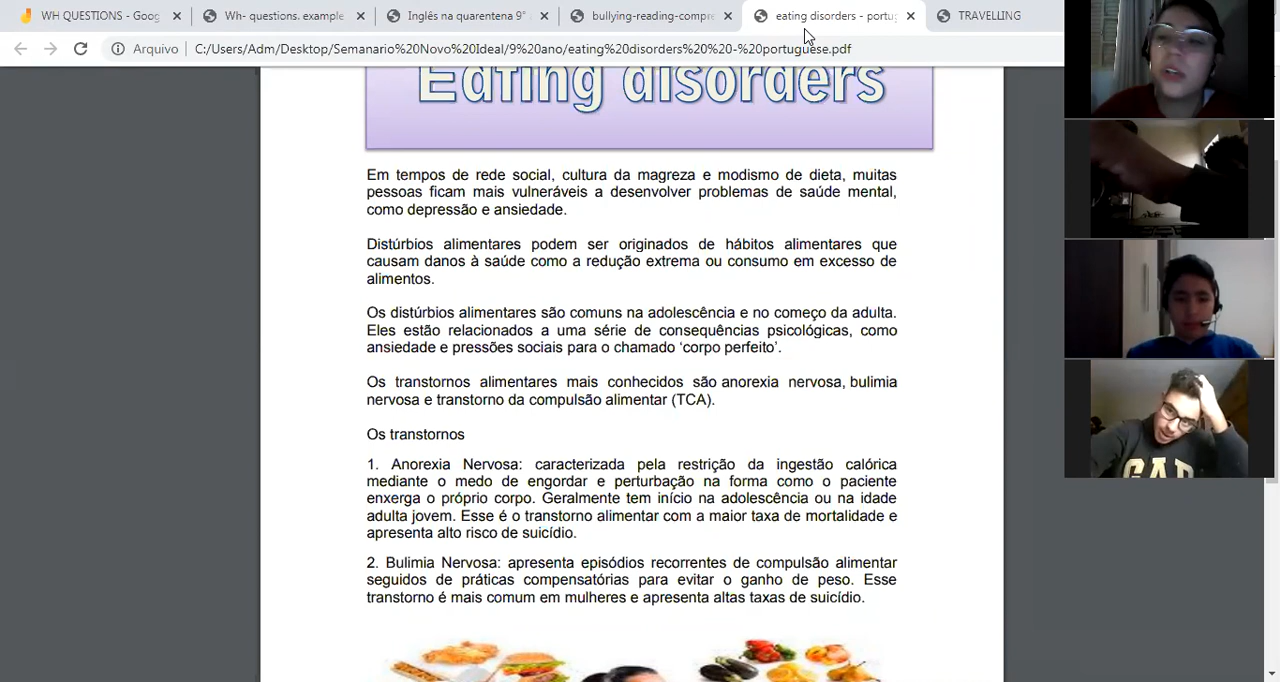 WH QUESTIONS - Goog
Wh- questions. example
Inglês na quarentena 9°
bullying-reading-compre
eating disorders - portug
TRAVELLING
Arquivo
C:/Users/Adm/Desktop/Semanario%20Novo%20Ideal/9%20ano/eating%20disorders%20%20-%20portuguese.pdf
Eating disorders
Em tempos de rede social, cultura da magreza e modismo de dieta, muitas
pessoas ficam mais vulneráveis a desenvolver problemas de saúde mental,
como depressão e ansiedade.
Distúrbios alimentares podem ser originados de hábitos alimentares que
causam danos à saúde como a redução extrema ou consumo em excesso de
alimentos.
Os distúrbios alimentares são comuns na adolescência e no começo da adulta.
Eles estão relacionados a uma série de consequências psicológicas, como
ansiedade e pressões sociais para o chamado ‘corpo perfeito’.
Os transtornos alimentares mais conhecidos são anorexia nervosa, bulimia
nervosa e transtorno da compulsão alimentar (TCA).
Os transtornos
1. Anorexia Nervosa: caracterizada pela restrição da ingestão calórica
mediante o medo de engordar e perturbação na forma como o paciente
enxerga o próprio corpo. Geralmente tem início na adolescência ou na idade
adulta jovem. Esse é o transtorno alimentar com a maior taxa de mortalidade e
apresenta alto risco de suicídio.
2. Bulimia Nervosa: apresenta episódios recorrentes de compulsão alimentar
seguidos de práticas compensatórias para evitar o ganho de peso. Esse
transtorno é mais comum em mulheres e apresenta altas taxas de suicídio.
GAP